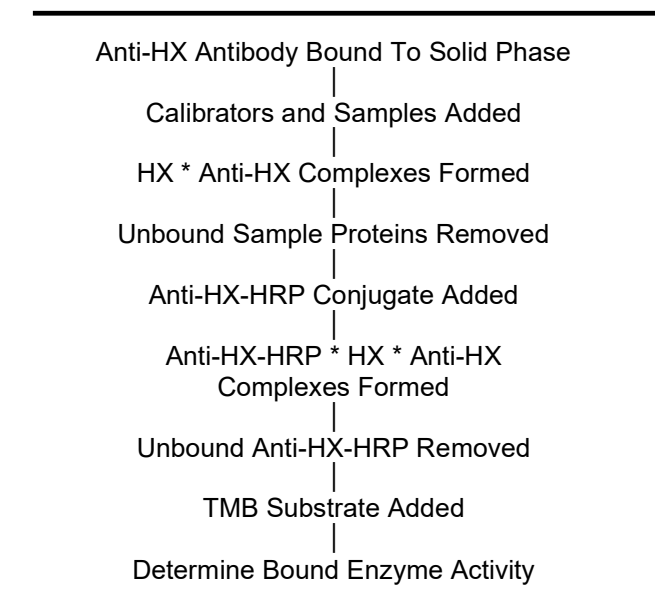 Anti-HX Antibody Bound To Solid Phase
Calibrators and Samples Added
HX * Anti-HX Complexes Formed
Unbound Sample Proteins Removed
Anti-HX-HRP Conjugate Added
Anti-HX-HRP * HX * Anti-HX
Complexes Formed
Unbound Anti-HX-HRP Removed
TMB Substrate Added
Determine Bound Enzyme Activity